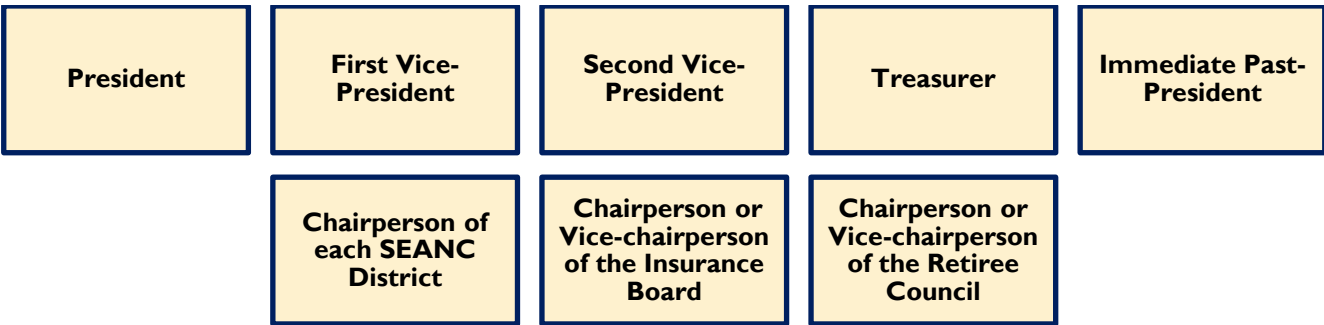 President
First Vice-
President
Second Vice-
President
Treasurer
Immediate Past-
President
Chairperson of
each SEANC
District
Chairperson or
Vice-chairperson
of the Insurance
Board
Chairperson or
Vice-chairperson
of the Retiree
Council